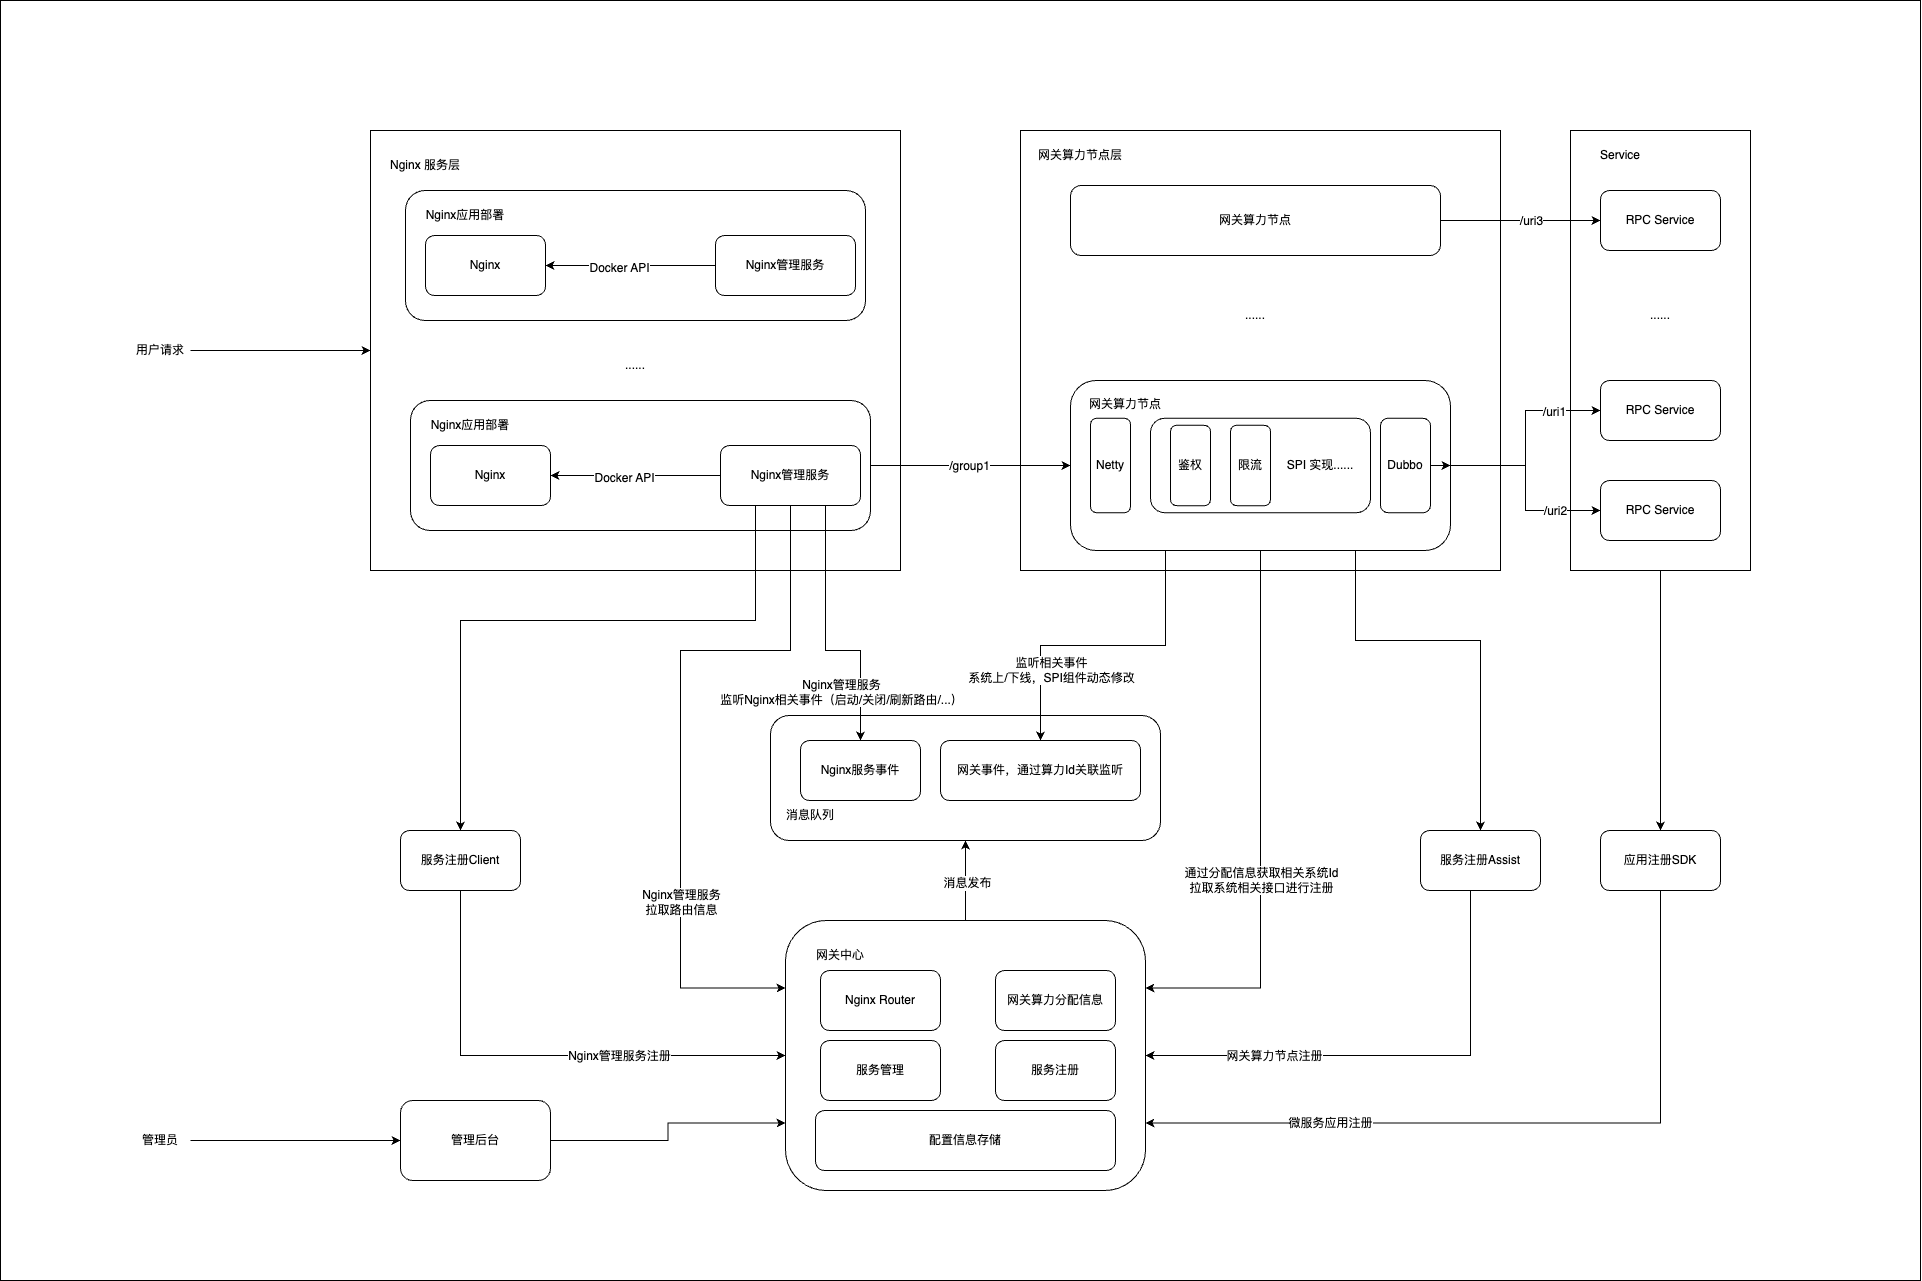 Nginx 服务层
Nginx应用部署
Nginx
Docker API
Nginx管理服务
......
Nginx应用部署
Nginx
Docker API
Nginx管理服务
用户请求
/group1
网关算力节点层
网关算力节点
......
网关算力节点
Netty
鉴权
限流
SPI 实现......
Dubbo
/uri3
/uri1
/uri2
Service
RPC Service
......
RPC Service
RPC Service
Nginx管理服务
监听Nginx相关事件（启动/关闭/刷新路由/...）
监听相关事件
系统上/下线，SPI组件动态修改
Nginx服务事件
网关事件，通过算力Id关联监听
消息队列
服务注册Client
Nginx管理服务
拉取路由信息
消息发布
通过分配信息获取相关系统Id
拉取系统相关接口进行注册
服务注册Assist
应用注册SDK
网关中心
Nginx Router
网关算力分配信息
服务管理
服务注册
配置信息存储
Nginx管理服务注册
网关算力节点注册
微服务应用注册
管理员
管理后台